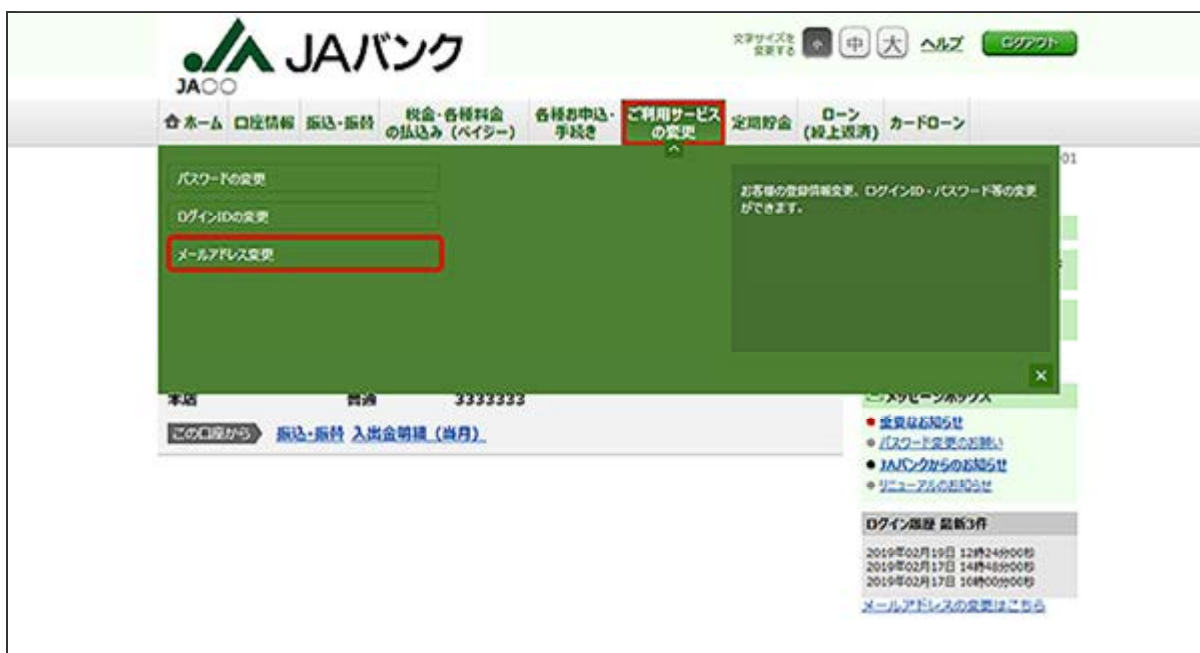 JAバンク
JA○○
文字サイズを
変更する
小 中 大 ヘルプ ログアウト
ホーム 口座情報 振込・振替 税金・各種料金
の払込み（ペイジー） 各種お申込・
手続き ご利用サービス
の変更 定期貯金 ローン
(繰上返済) カードローン
01
パスワードの変更
ログインIDの変更
メールアドレス変更
お客様の登録情報変更、ログインID・パスワード等の変更
ができます。
×
本店 普通 3333333
この口座から 振込・振替 入出金明細（当月）
メッセージボックス
重要なお知らせ
パスワード変更のお願い
JAバンクからのお知らせ
リニューアルのお知らせ
ログイン履歴 最新3件
2019年02月19日 12時24分00秒
2019年02月17日 14時48分00秒
2019年02月17日 10時00分00秒
メールアドレスの変更はこちら